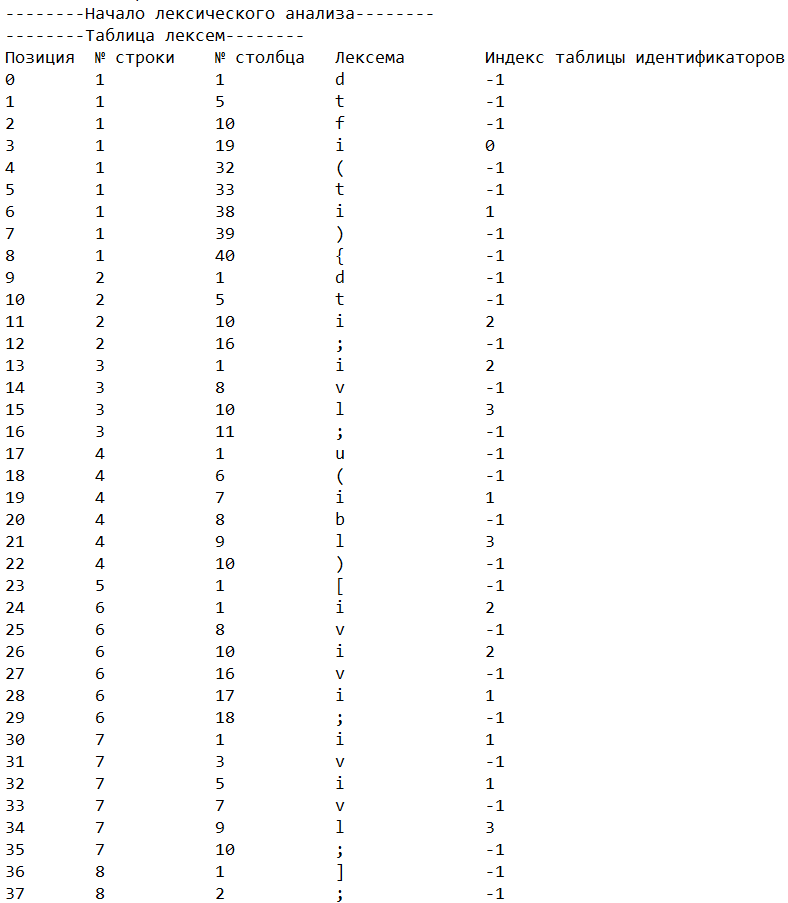 --------Начало лексического анализа--------
--------Таблица лексем--------
Позиция № строки № столбца Лексема Индекс таблицы идентификаторов
0 1 1 d -1
1 1 5 t -1
2 1 10 f -1
3 1 19 i 0
4 1 32 ( -1
5 1 33 t -1
6 1 38 i 1
7 1 39 ) -1
8 1 40 { -1
9 2 1 d -1
10 2 5 t -1
11 2 10 i 2
12 2 16 ; -1
13 3 1 i 2
14 3 8 v -1
15 3 10 l 3
16 3 11 ; -1
17 4 1 u -1
18 4 6 ( -1
19 4 7 i 1
20 4 8 b -1
21 4 9 l 3
22 4 10 ) -1
23 5 1 [ -1
24 6 1 i 2
25 6 8 v -1
26 6 10 i 2
27 6 16 v -1
28 6 17 i 1
29 6 18 ; -1
30 7 1 i 1
31 7 3 v -1
32 7 5 i 1
33 7 7 v -1
34 7 9 l 3
35 7 10 ; -1
36 8 1 ] -1
37 8 2 ; -1